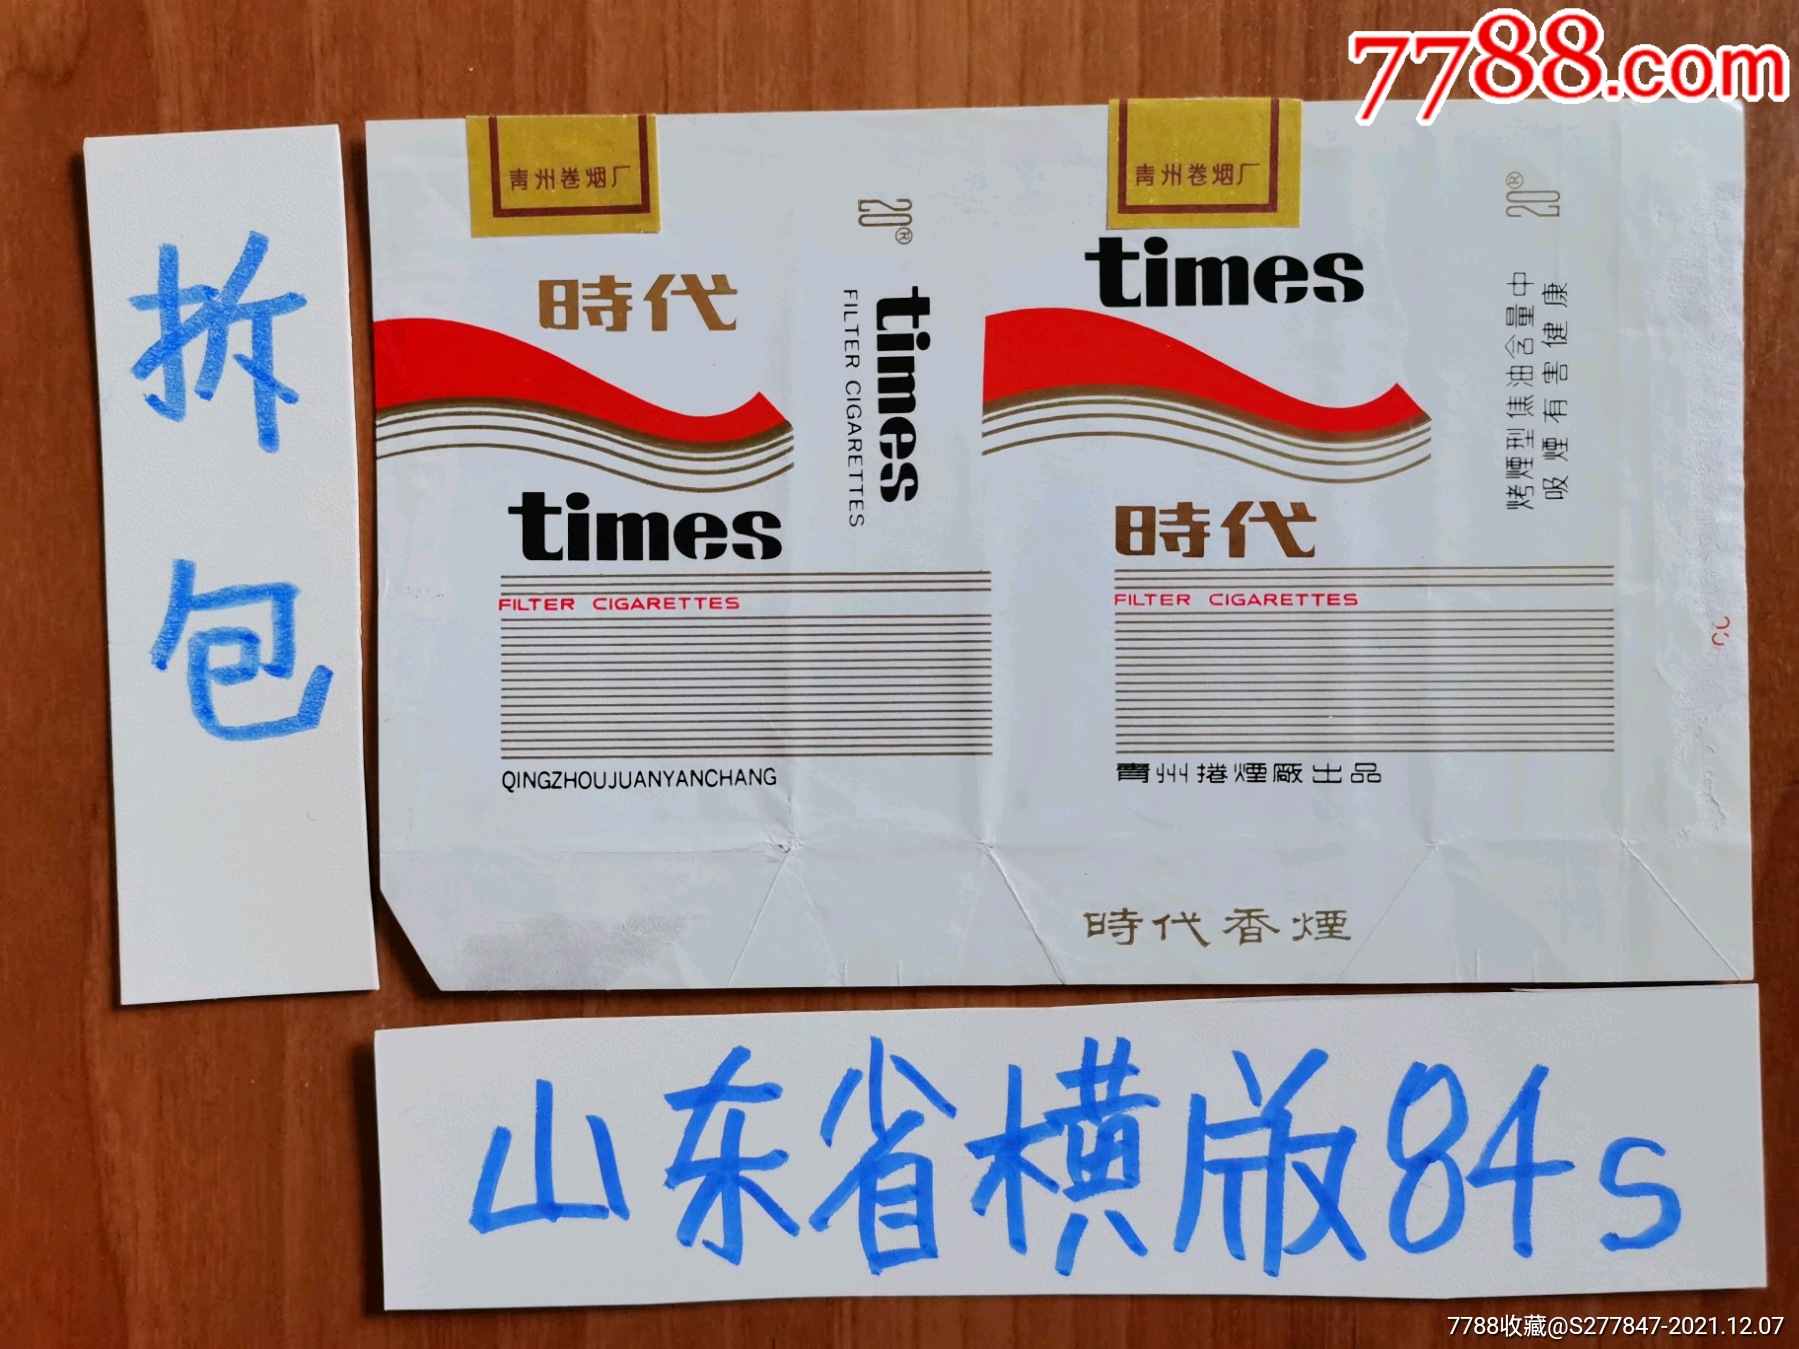 7788.com
拆
包
青州卷烟厂
時代
times
FILTER CIGARETTES
QINGZHOUJUANYANCHANG
20®
times
FILTER CIGARETTES
青州卷烟厂
times
時代
FILTER CIGARETTES
青州捲煙廠出品
時代香煙
20®
烤煙型焦油含量中
吸煙有害健康
山东省横版84s
7788收藏@S277847-2021.12.07